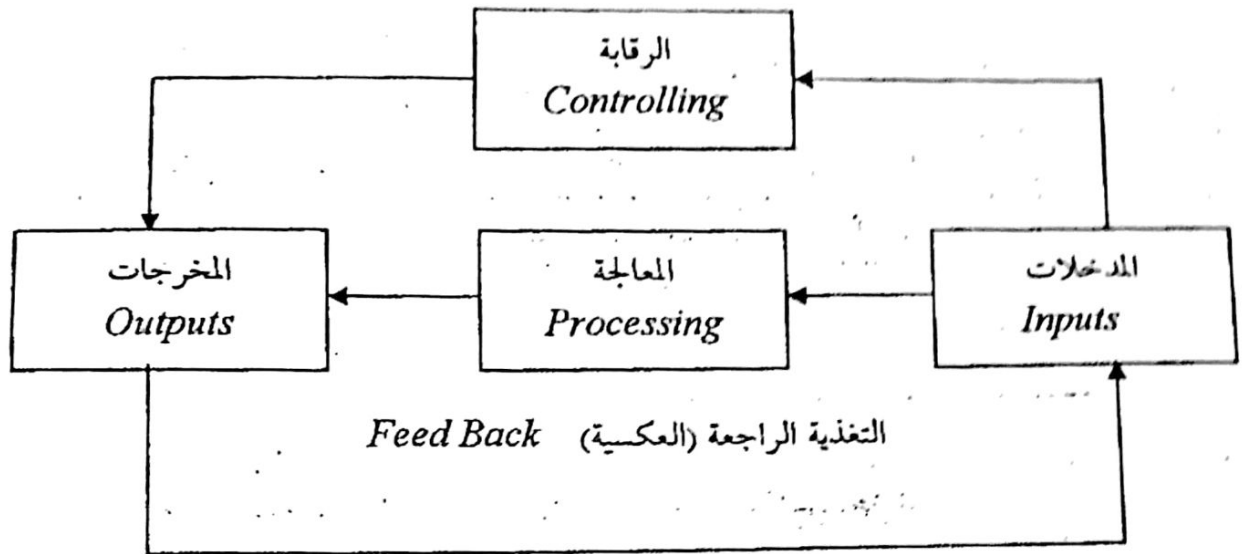 الرقابة
Controlling
المدخلات
Inputs
المعالجة
Processing
المخرجات
Outputs
التغذية الراجعة (العكسية) Feed Back